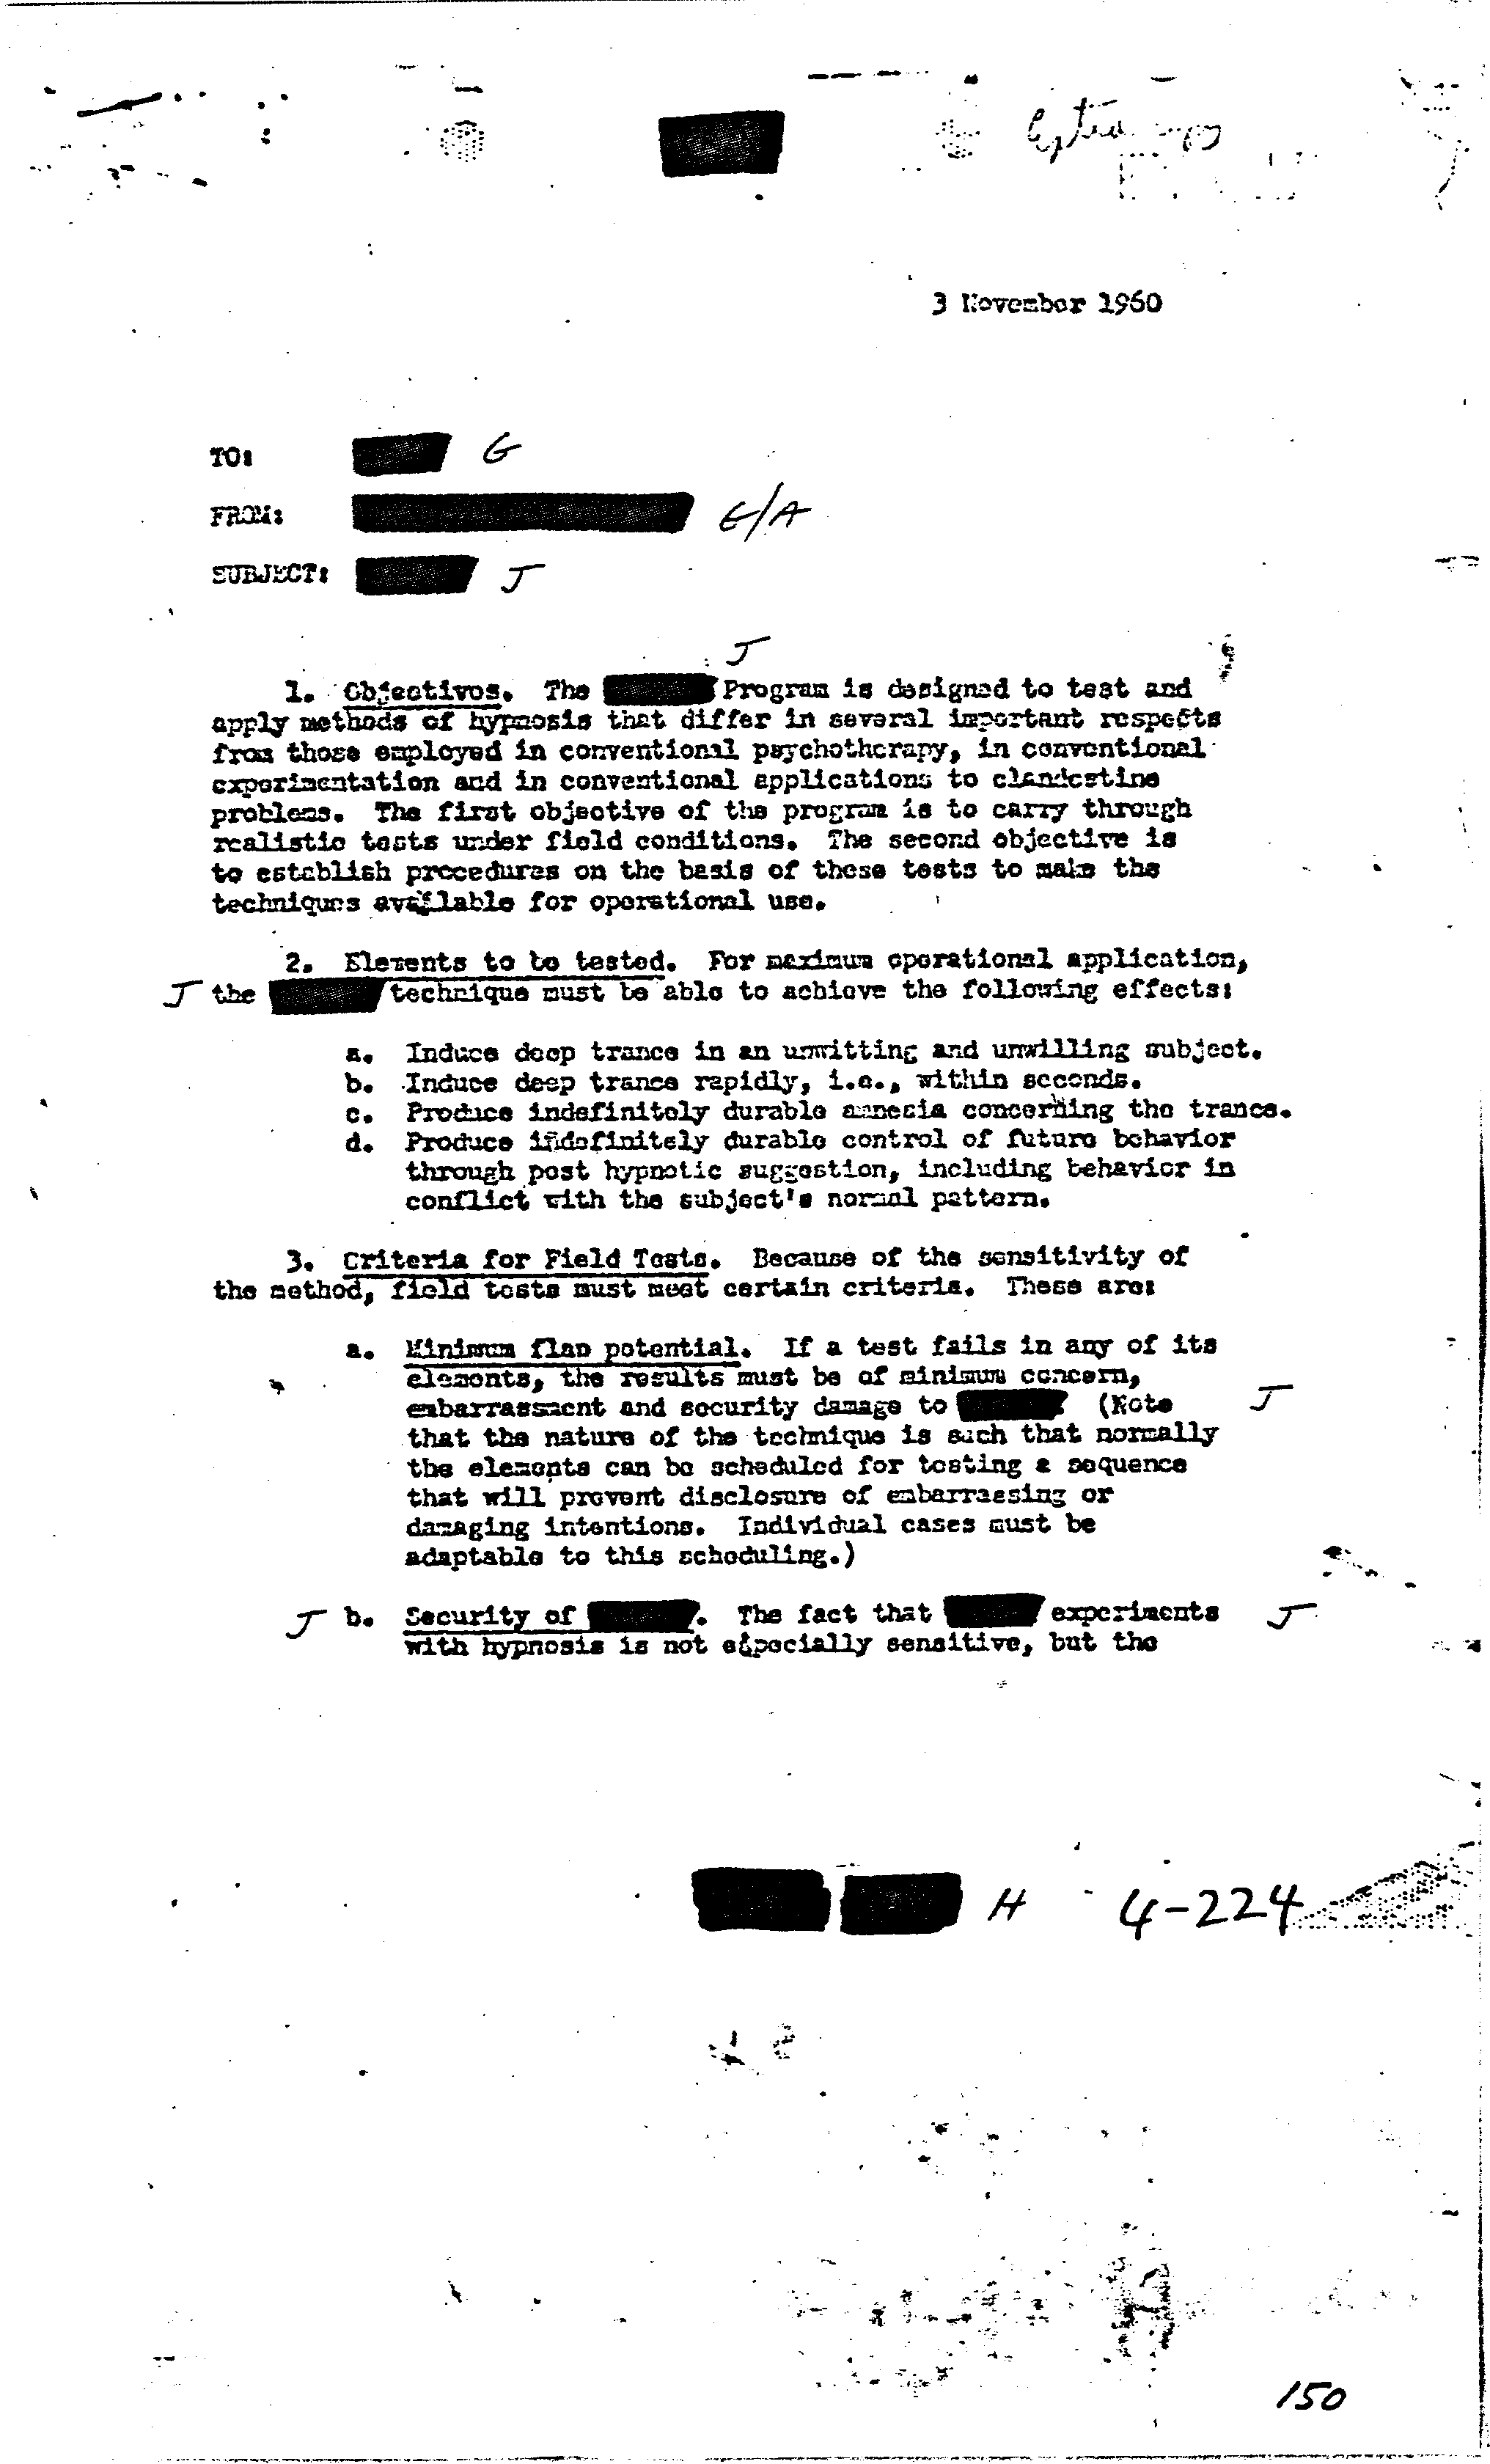 Extra copy
3 November 1960
TO: G
FROM: E/A
SUBJECT: J
J
1. Objectives. The Program is designed to test and
apply methods of hypnosis that differ in several important respects
from those employed in conventional psychotherapy, in conventional
experimentation and in conventional applications to clandestine
problems. The first objective of the program is to carry through
realistic tests under field conditions. The second objective is
to establish procedures on the basis of these tests to make the
techniques available for operational use.
2. Elements to be tested. For maximum operational application,
J the technique must be able to achieve the following effects:
a. Induce deep trance in an unwitting and unwilling subject.
b. Induce deep trance rapidly, i.e., within seconds.
c. Produce indefinitely durable amnesia concerning the trance.
d. Produce indefinitely durable control of future behavior
through post hypnotic suggestion, including behavior in
conflict with the subject's normal pattern.
3. Criteria for Field Tests. Because of the sensitivity of
the method, field tests must meet certain criteria. These are:
a. Minimum flap potential. If a test fails in any of its
elements, the results must be of minimum concern,
embarrassment and security damage to (Note J
that the nature of the technique is such that normally
the elements can be scheduled for testing a sequence
that will prevent disclosure of embarrassing or
damaging intentions. Individual cases must be
adaptable to this scheduling.)
J b. Security of . The fact that experiments J
with hypnosis is not especially sensitive, but the
H 4-224
150